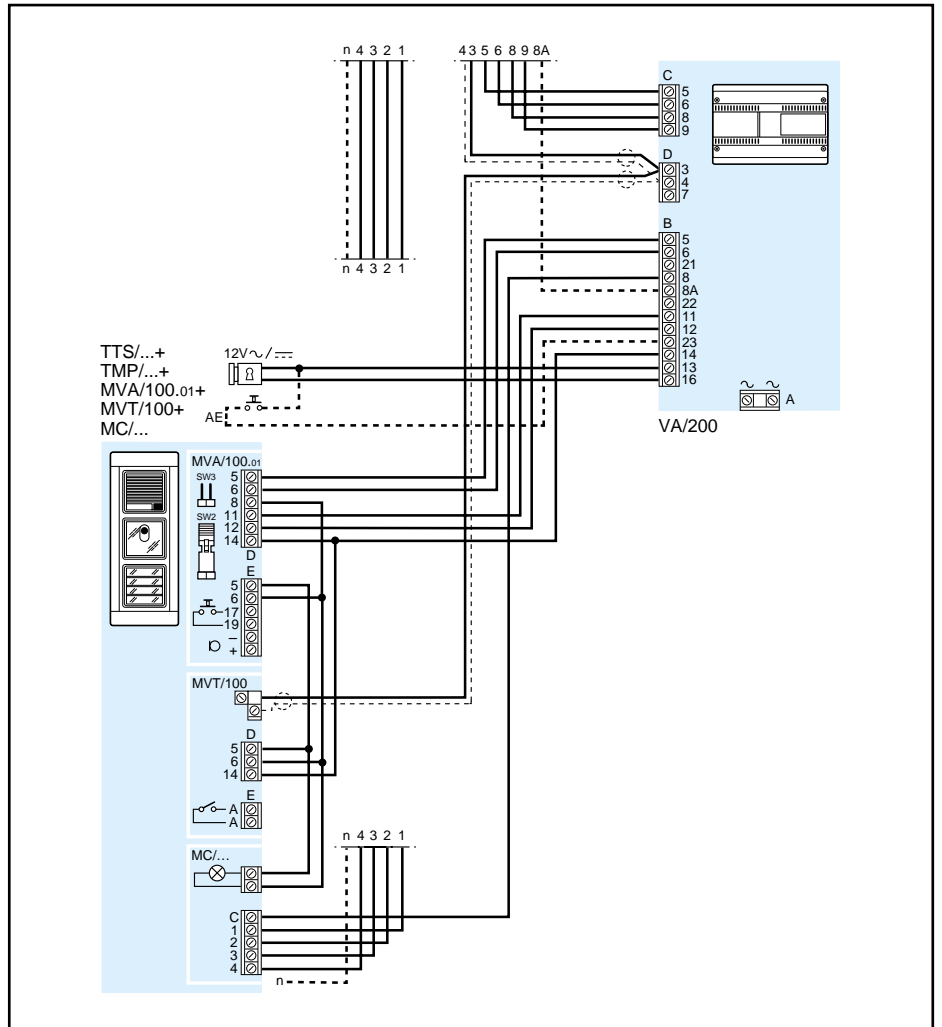 n 4 3 2 1
4 3 5 6 8 9 8A
C
5
6
8
9
D
3
4
7
n 4 3 2 1
B
5
6
21
8
8A
22
11
12
23
14
13
16
A
VA/200
TTS/...+
TMP/...+
MVA/100.01+
MVT/100+
MC/...
12V ~ / ⎓
AE
MVA/100.01
SW3
SW2
5
6
8
11
12
14
D
E
5
6
17
19
–
+
MVT/100
D
5
6
14
E
A
A
n 4 3 2 1
MC/...
C
1
2
3
4
n